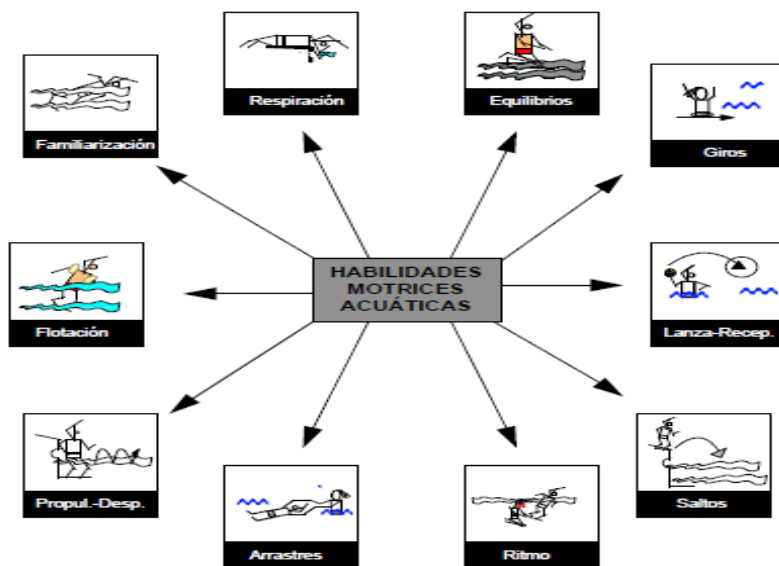 Respiración
Equilibrios
Familiarización
Giros
HABILIDADES
MOTRICES
ACUÁTICAS
Flotación
Lanza-Recep.
Propul.-Desp.
Saltos
Arrastres
Ritmo